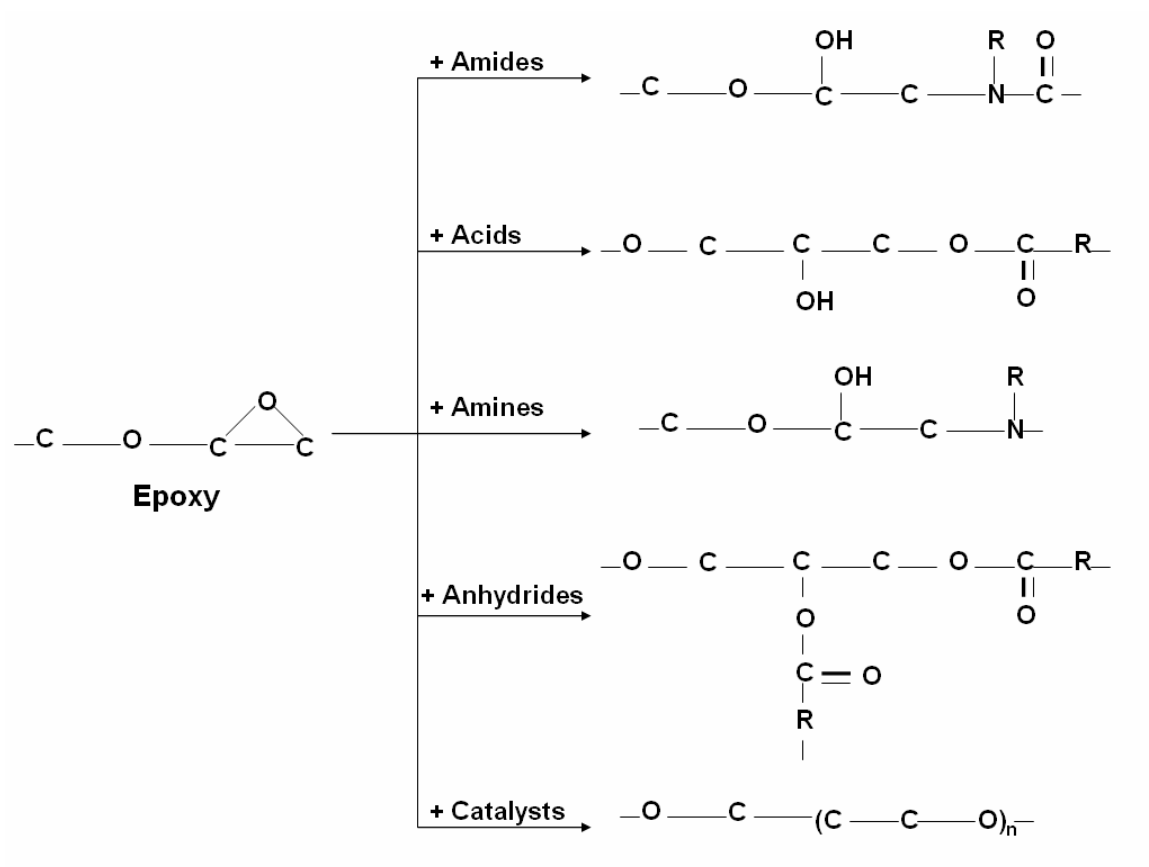 + Amides
OH R O
C O C C N C
+ Acids
O C C C O C R
OH O
+ Amines
OH R
C O C C N
O
C O C C
Epoxy
+ Anhydrides
O C C C O C R
O O
C = O
R
+ Catalysts
O C (C C O)n